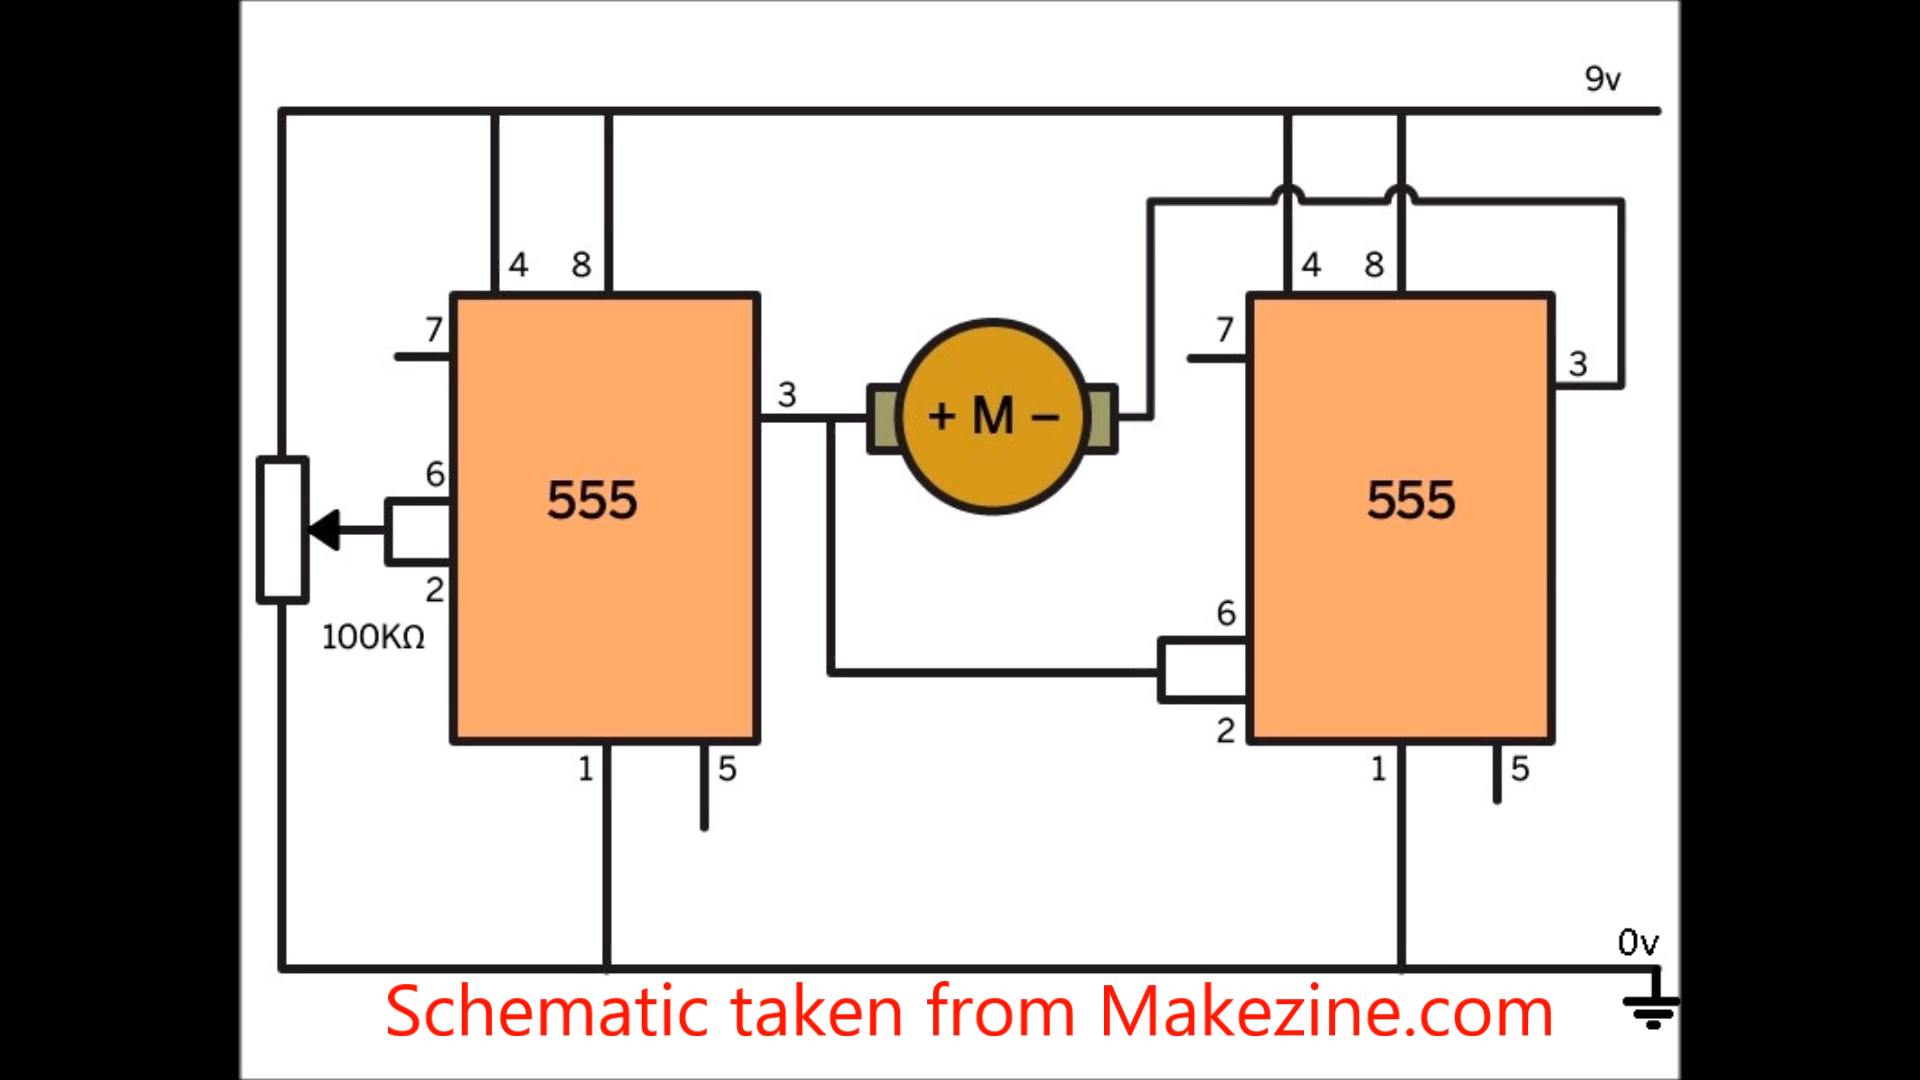 9v
4 8
4 8
7
7
3
3
+ M −
6
555
555
2
100KΩ
6
2
1 5
1 5
0v
Schematic taken from Makezine.com